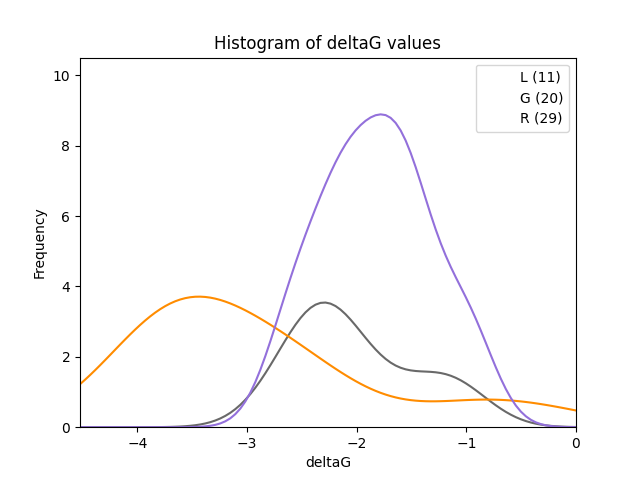 Histogram of deltaG values
L (11)
G (20)
R (29)
Frequency
10
8
6
4
2
0
−4
−3
−2
−1
0
deltaG